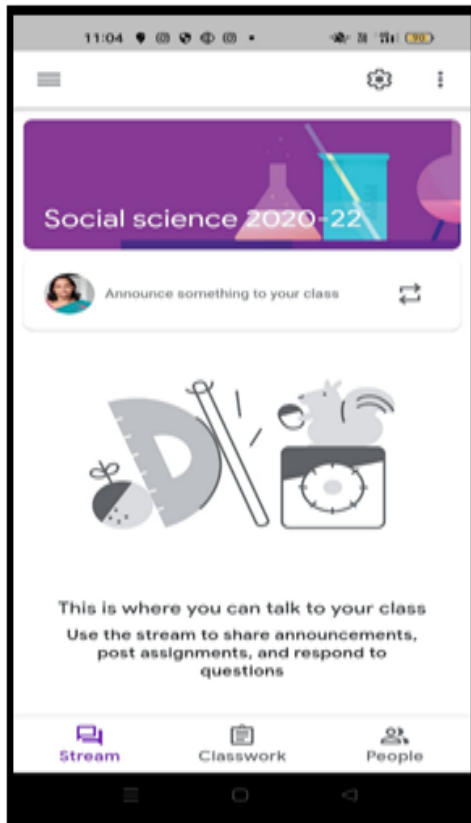 11:04
90
Social science 2020-22
Announce something to your class
This is where you can talk to your class
Use the stream to share announcements,
post assignments, and respond to
questions
Stream
Classwork
People